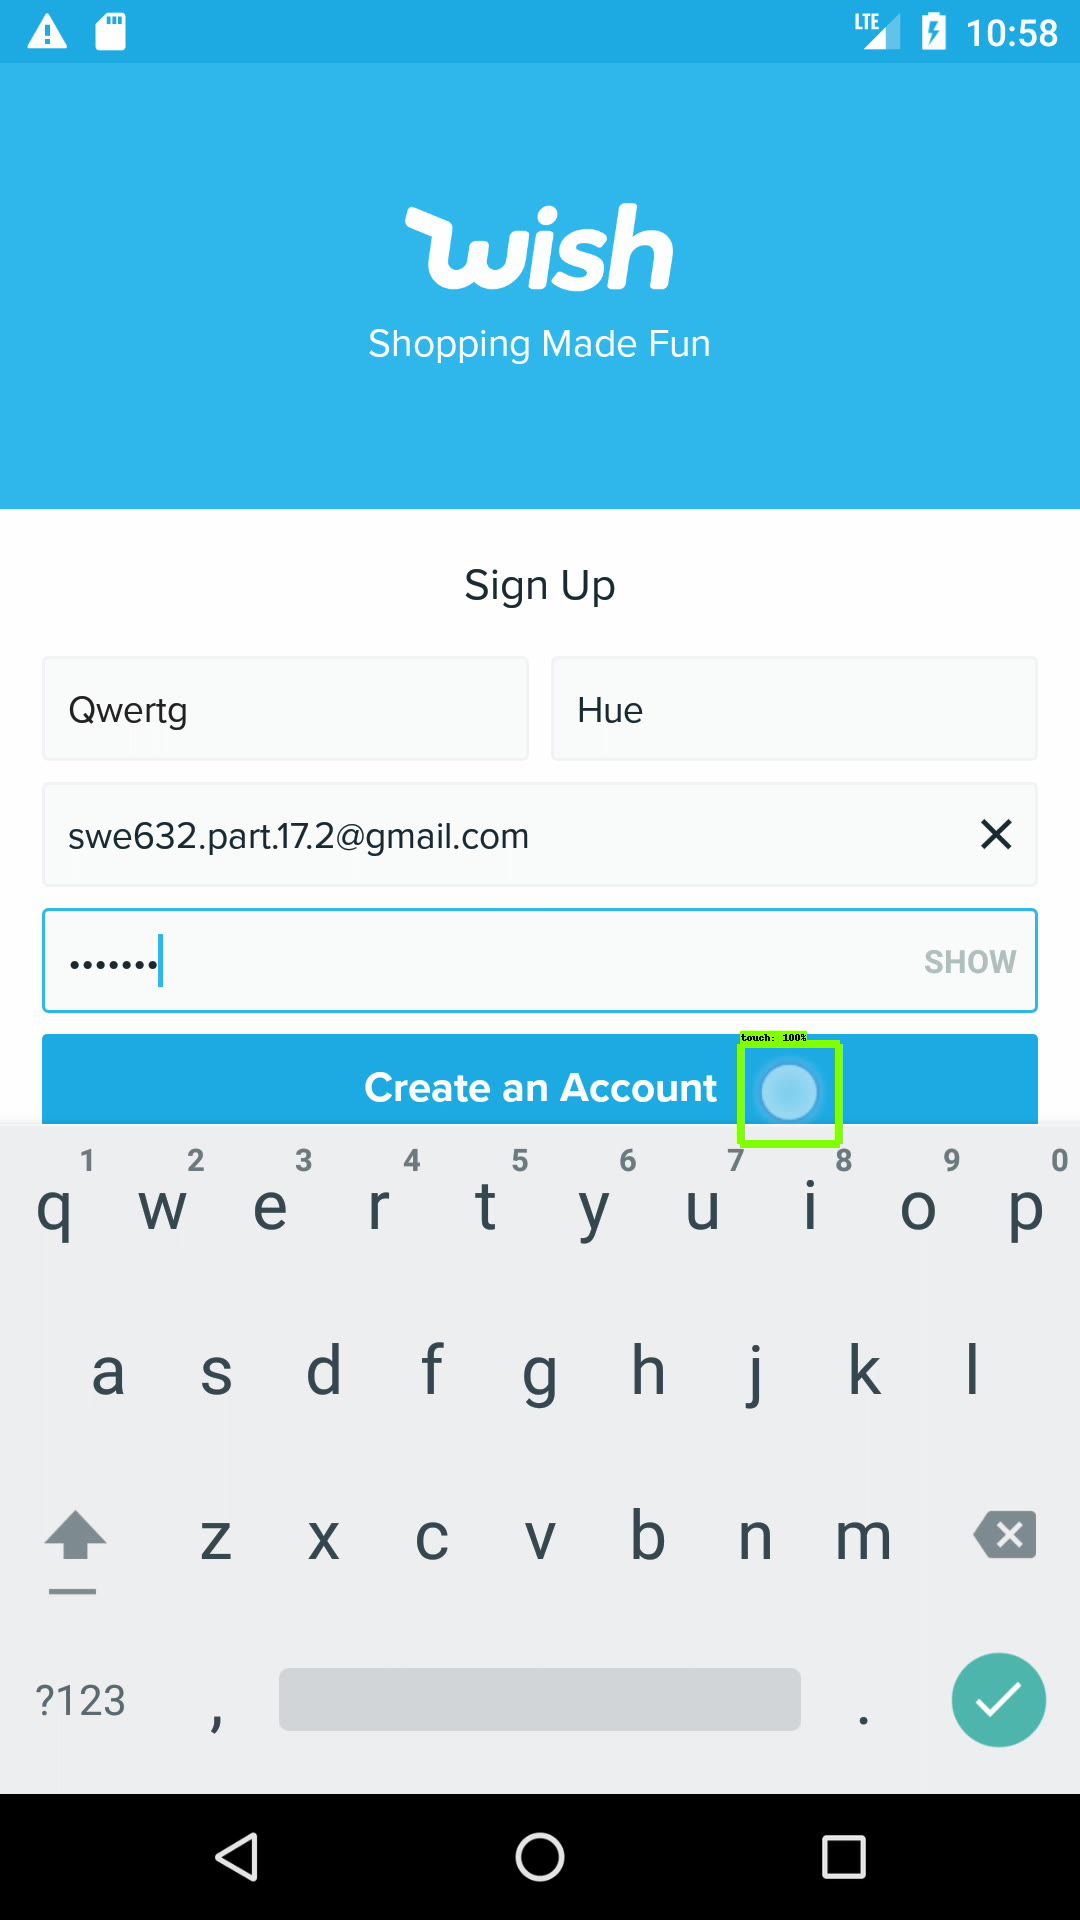 LTE 10:58
wish
Shopping Made Fun
Sign Up
Qwertg Hue
swe632.part.17.2@gmail.com
••••••• SHOW
touch: 100%
Create an Account
1 2 3 4 5 6 7 8 9 0
q w e r t y u i o p
a s d f g h j k l
z x c v b n m
?123 , .